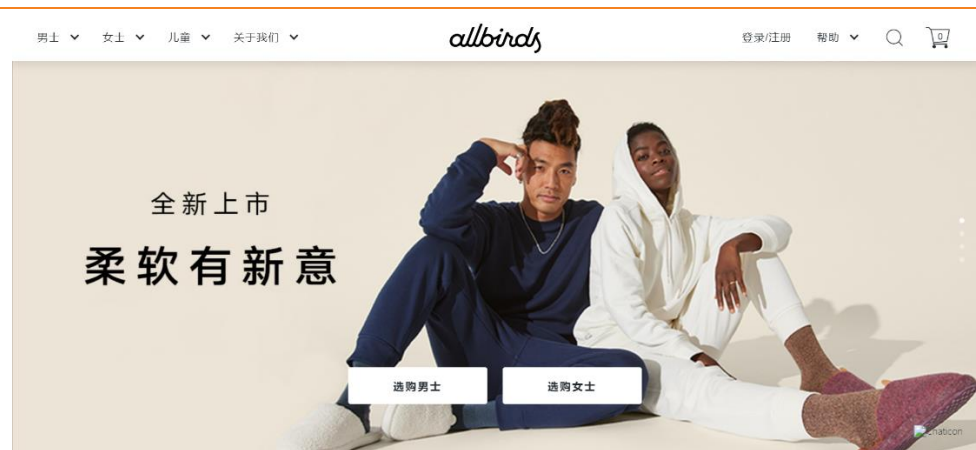 男士
女士
儿童
关于我们
allbirds
登录/注册
帮助
0
全新上市
柔软有新意
选购男士
选购女士
Chaticon